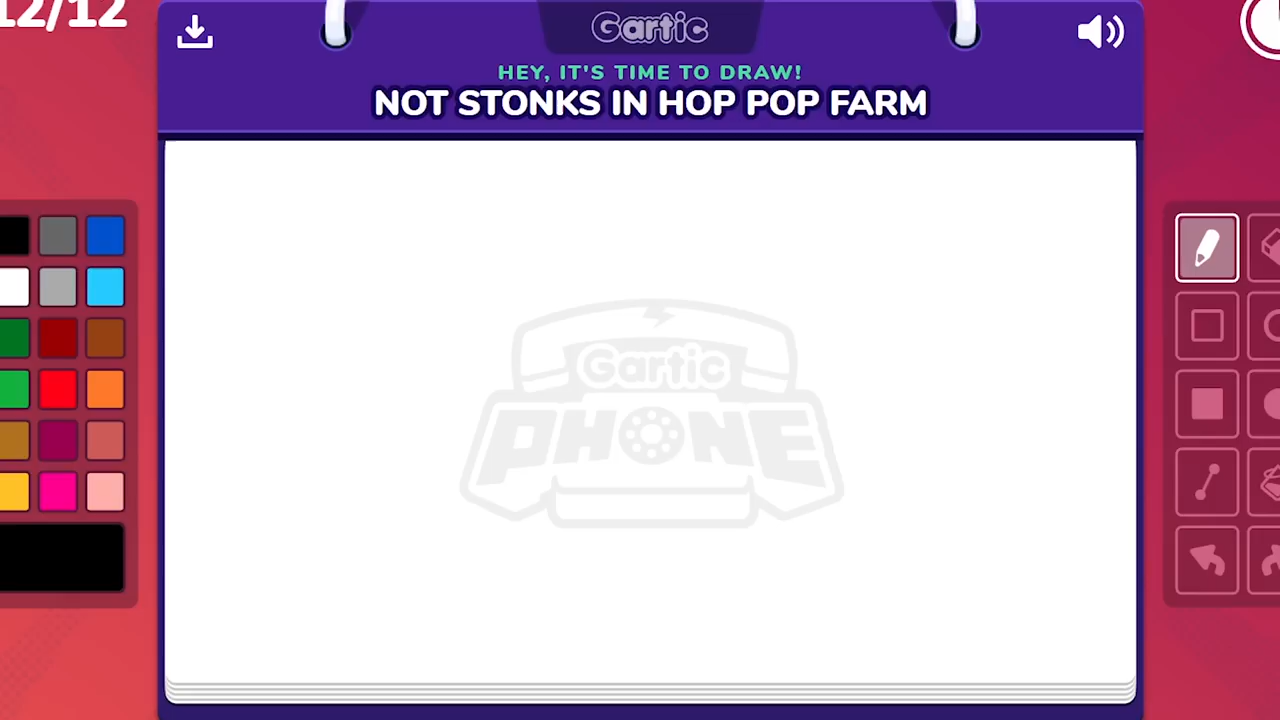 12/12
Gartic
HEY, IT'S TIME TO DRAW!
NOT STONKS IN HOP POP FARM
Gartic
PHONE